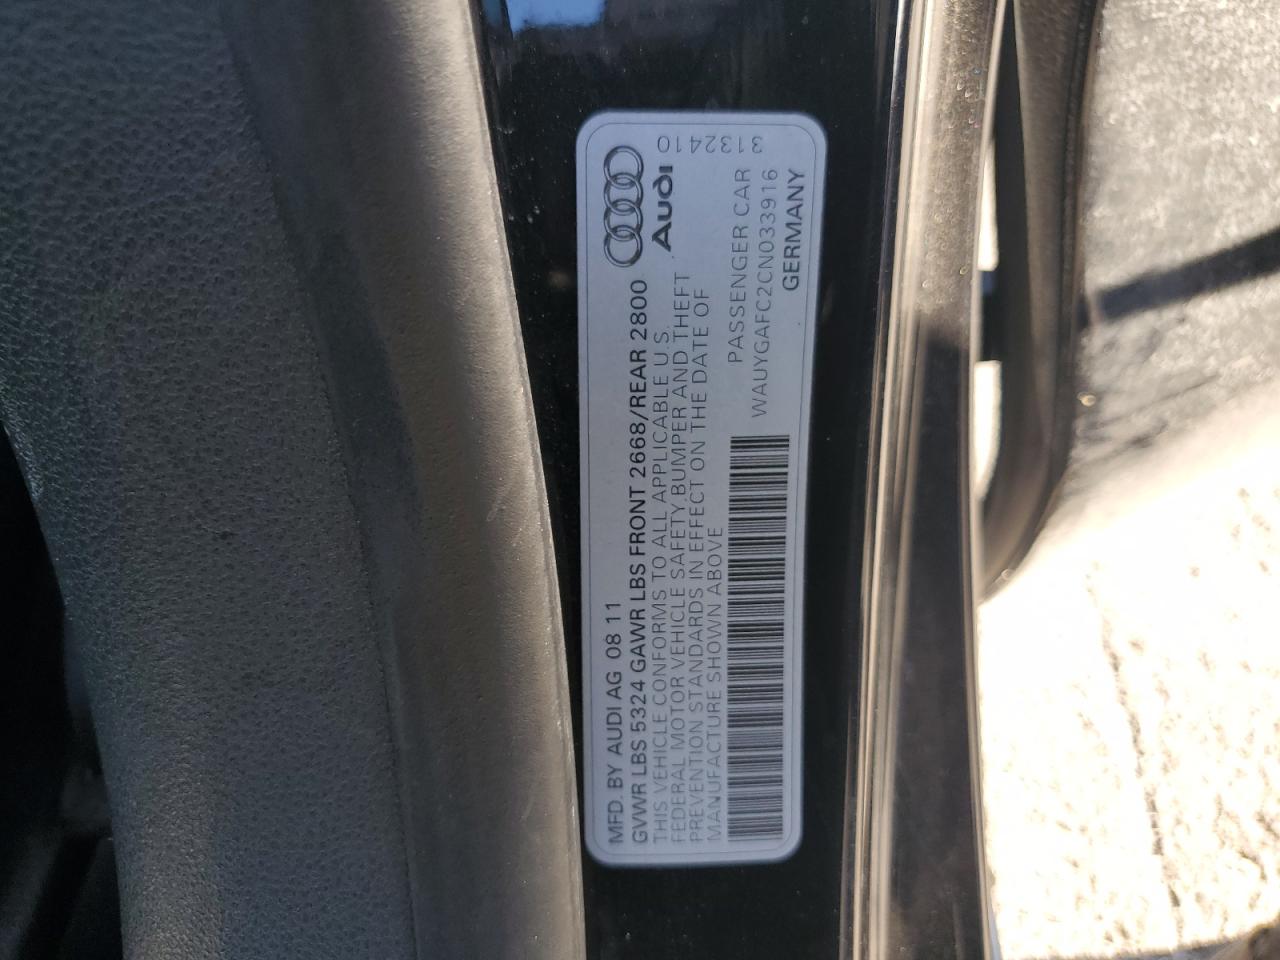 MFD. BY AUDI AG 08 11
GVWR LBS 5324 GAWR LBS FRONT 2668/REAR 2800
THIS VEHICLE CONFORMS TO ALL APPLICABLE U.S.
FEDERAL MOTOR VEHICLE SAFETY, BUMPER AND THEFT
PREVENTION STANDARDS IN EFFECT ON THE DATE OF
MANUFACTURE SHOWN ABOVE
Audi
PASSENGER CAR
WAUYGAFC2CN033916
GERMANY
3132410